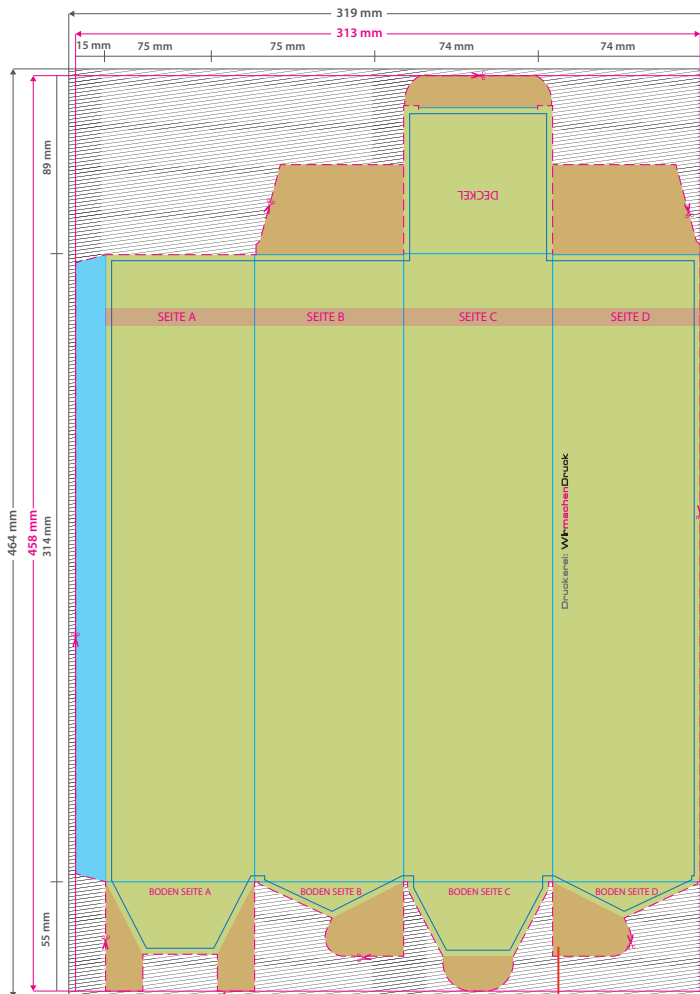 319 mm
313 mm
15 mm 75 mm 75 mm 74 mm 74 mm
89 mm
DECKEL
SEITE A SEITE B SEITE C SEITE D
464 mm
458 mm
314 mm
Druckerei: WirmachenDruck
BODEN SEITE A BODEN SEITE B BODEN SEITE C BODEN SEITE D
55 mm